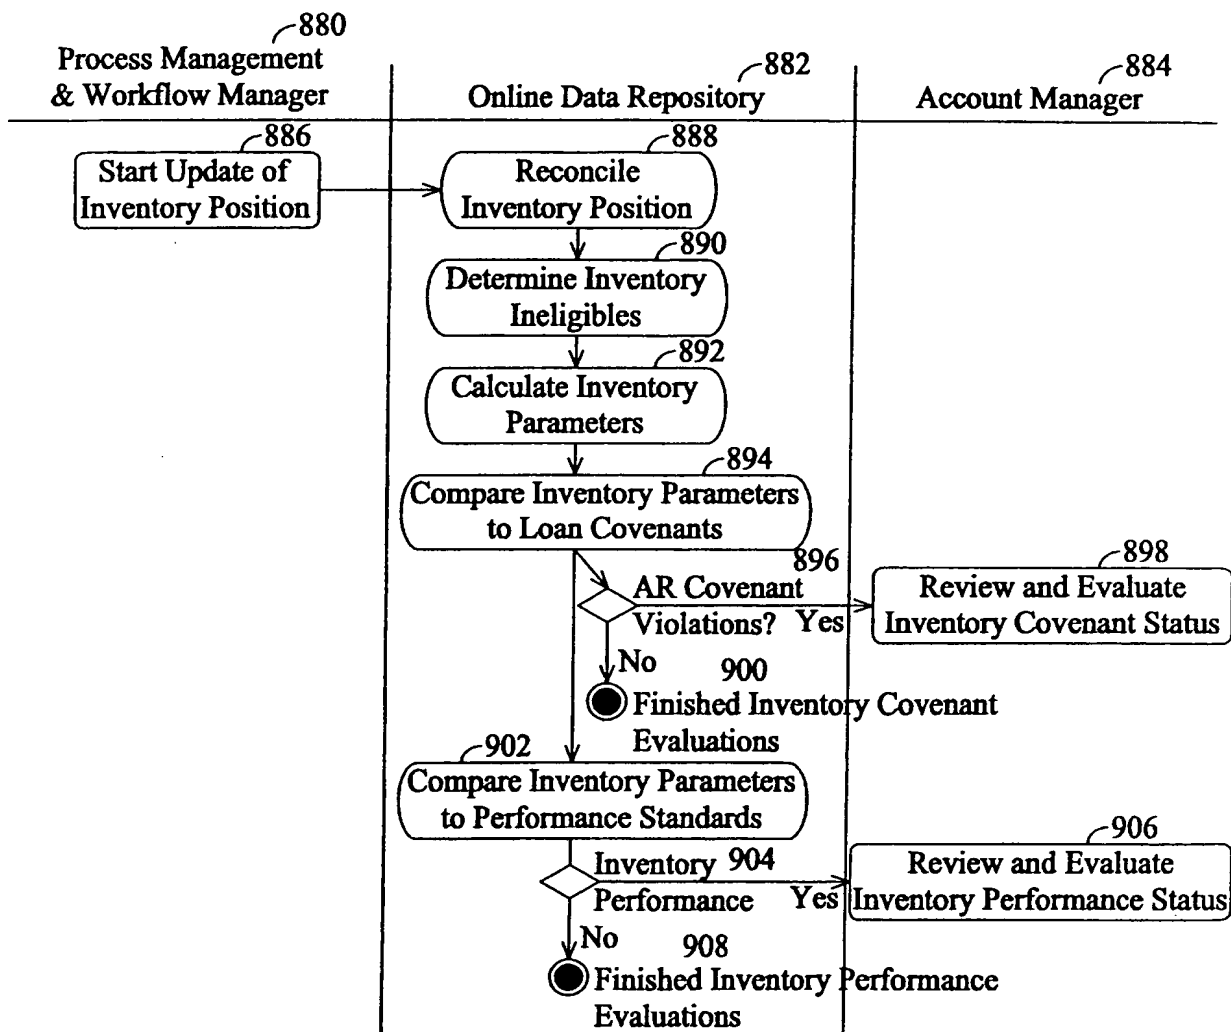 880
Process Management
& Workflow Manager
882
Online Data Repository
884
Account Manager
886
Start Update of
Inventory Position
888
Reconcile
Inventory Position
890
Determine Inventory
Ineligibles
892
Calculate Inventory
Parameters
894
Compare Inventory Parameters
to Loan Covenants
896
AR Covenant
Violations? Yes
898
Review and Evaluate
Inventory Covenant Status
No
900
Finished Inventory Covenant
Evaluations
902
Compare Inventory Parameters
to Performance Standards
904
Inventory
Performance Yes
906
Review and Evaluate
Inventory Performance Status
No
908
Finished Inventory Performance
Evaluations